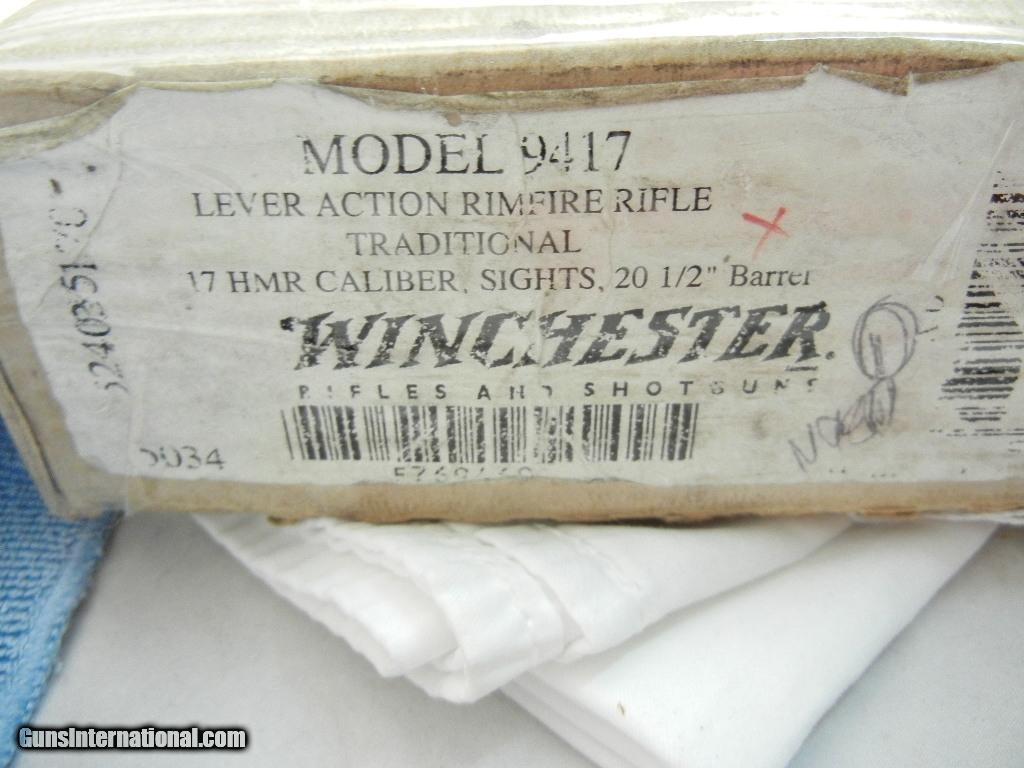 MODEL 9417
LEVER ACTION RIMFIRE RIFLE
TRADITIONAL
17 HMR CALIBER, SIGHTS, 20 1/2" Barrel
WINCHESTER.
RIFLES AND SHOTGUNS
GunsInternational.com